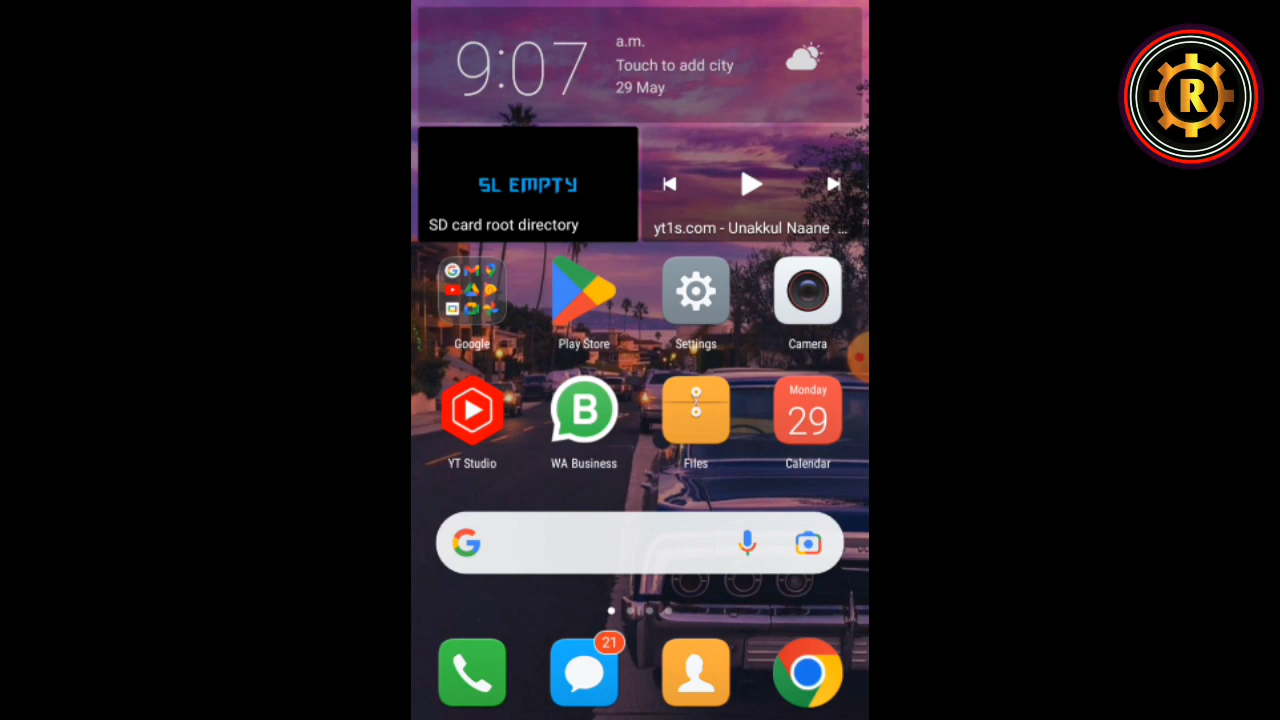 9:07
a.m.
Touch to add city
29 May
SL EMPTY
SD card root directory
yt1s.com - Unakkul Naane ...
Google
Play Store
Settings
Camera
YT Studio
B
WA Business
Files
Monday
29
Calendar
G
21
R